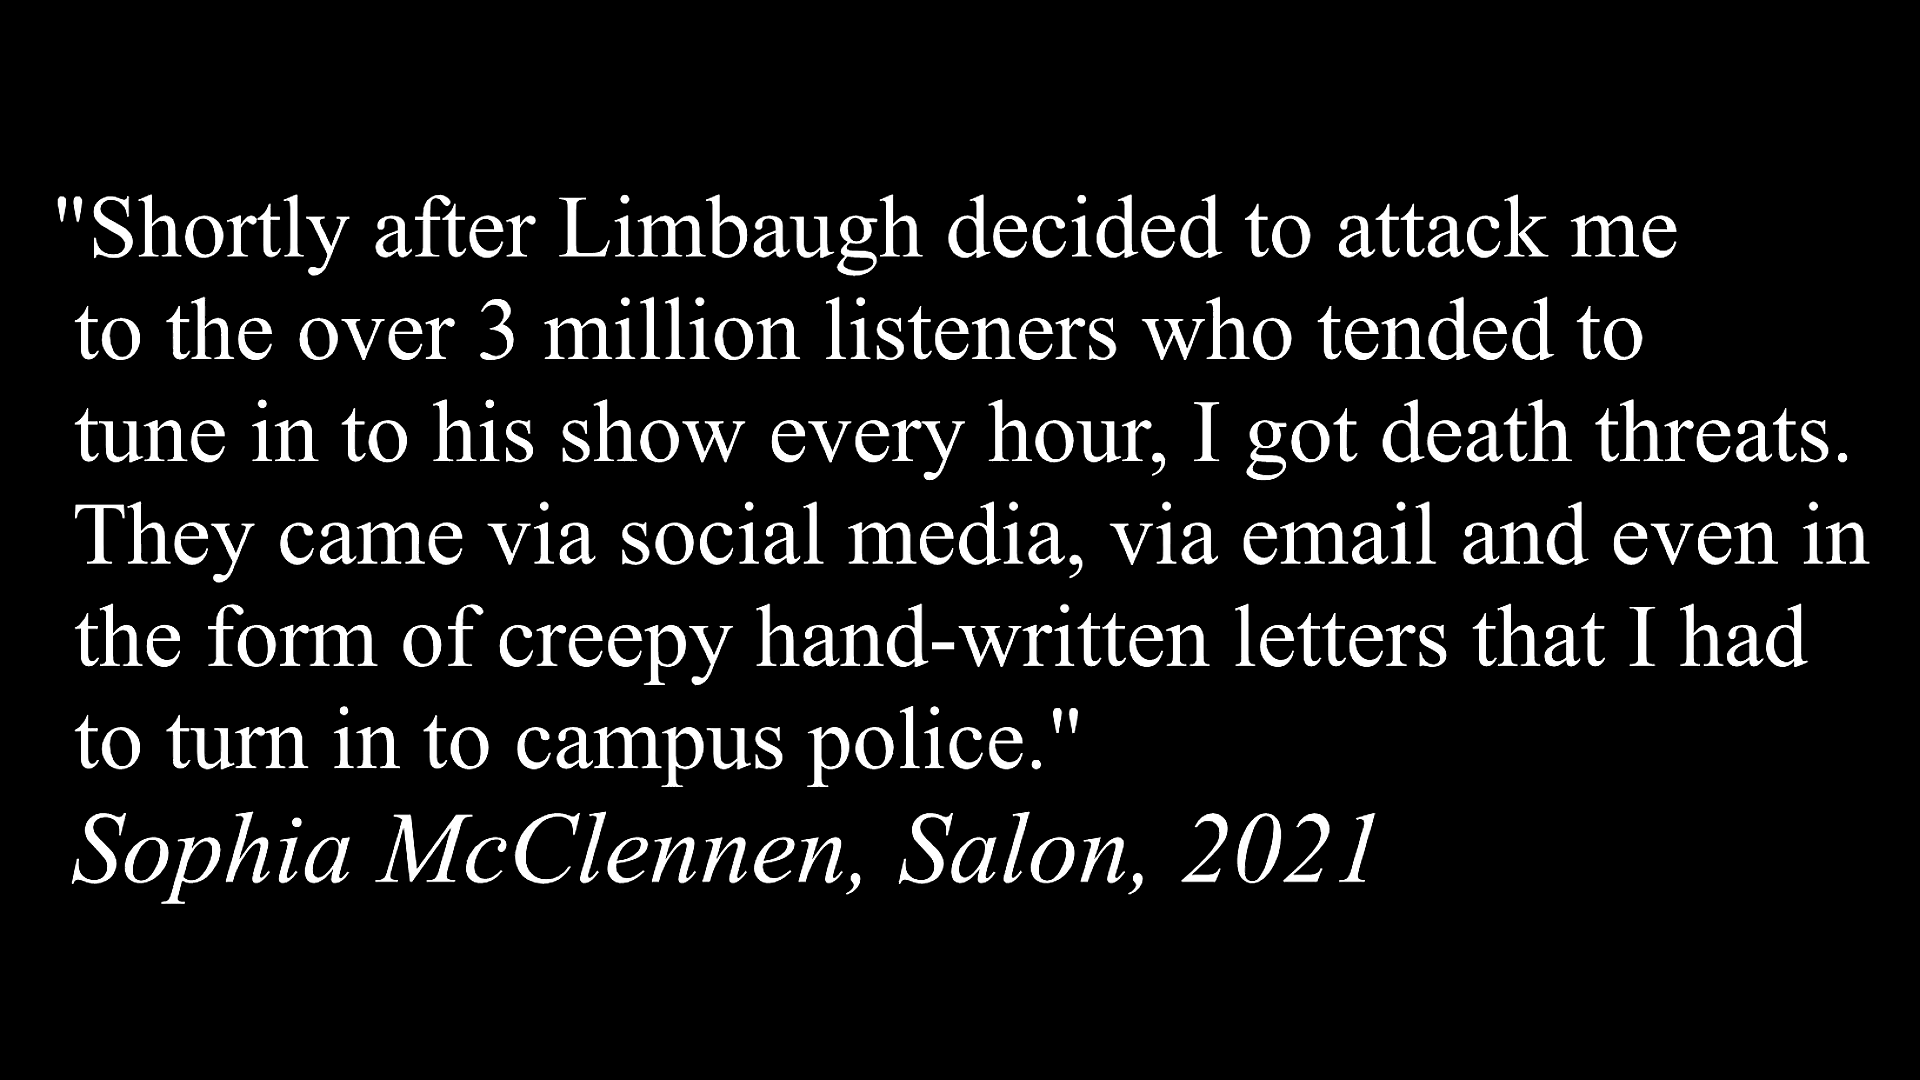 "Shortly after Limbaugh decided to attack me
to the over 3 million listeners who tended to
tune in to his show every hour, I got death threats.
They came via social media, via email and even in
the form of creepy hand-written letters that I had
to turn in to campus police."
Sophia McClennen, Salon, 2021